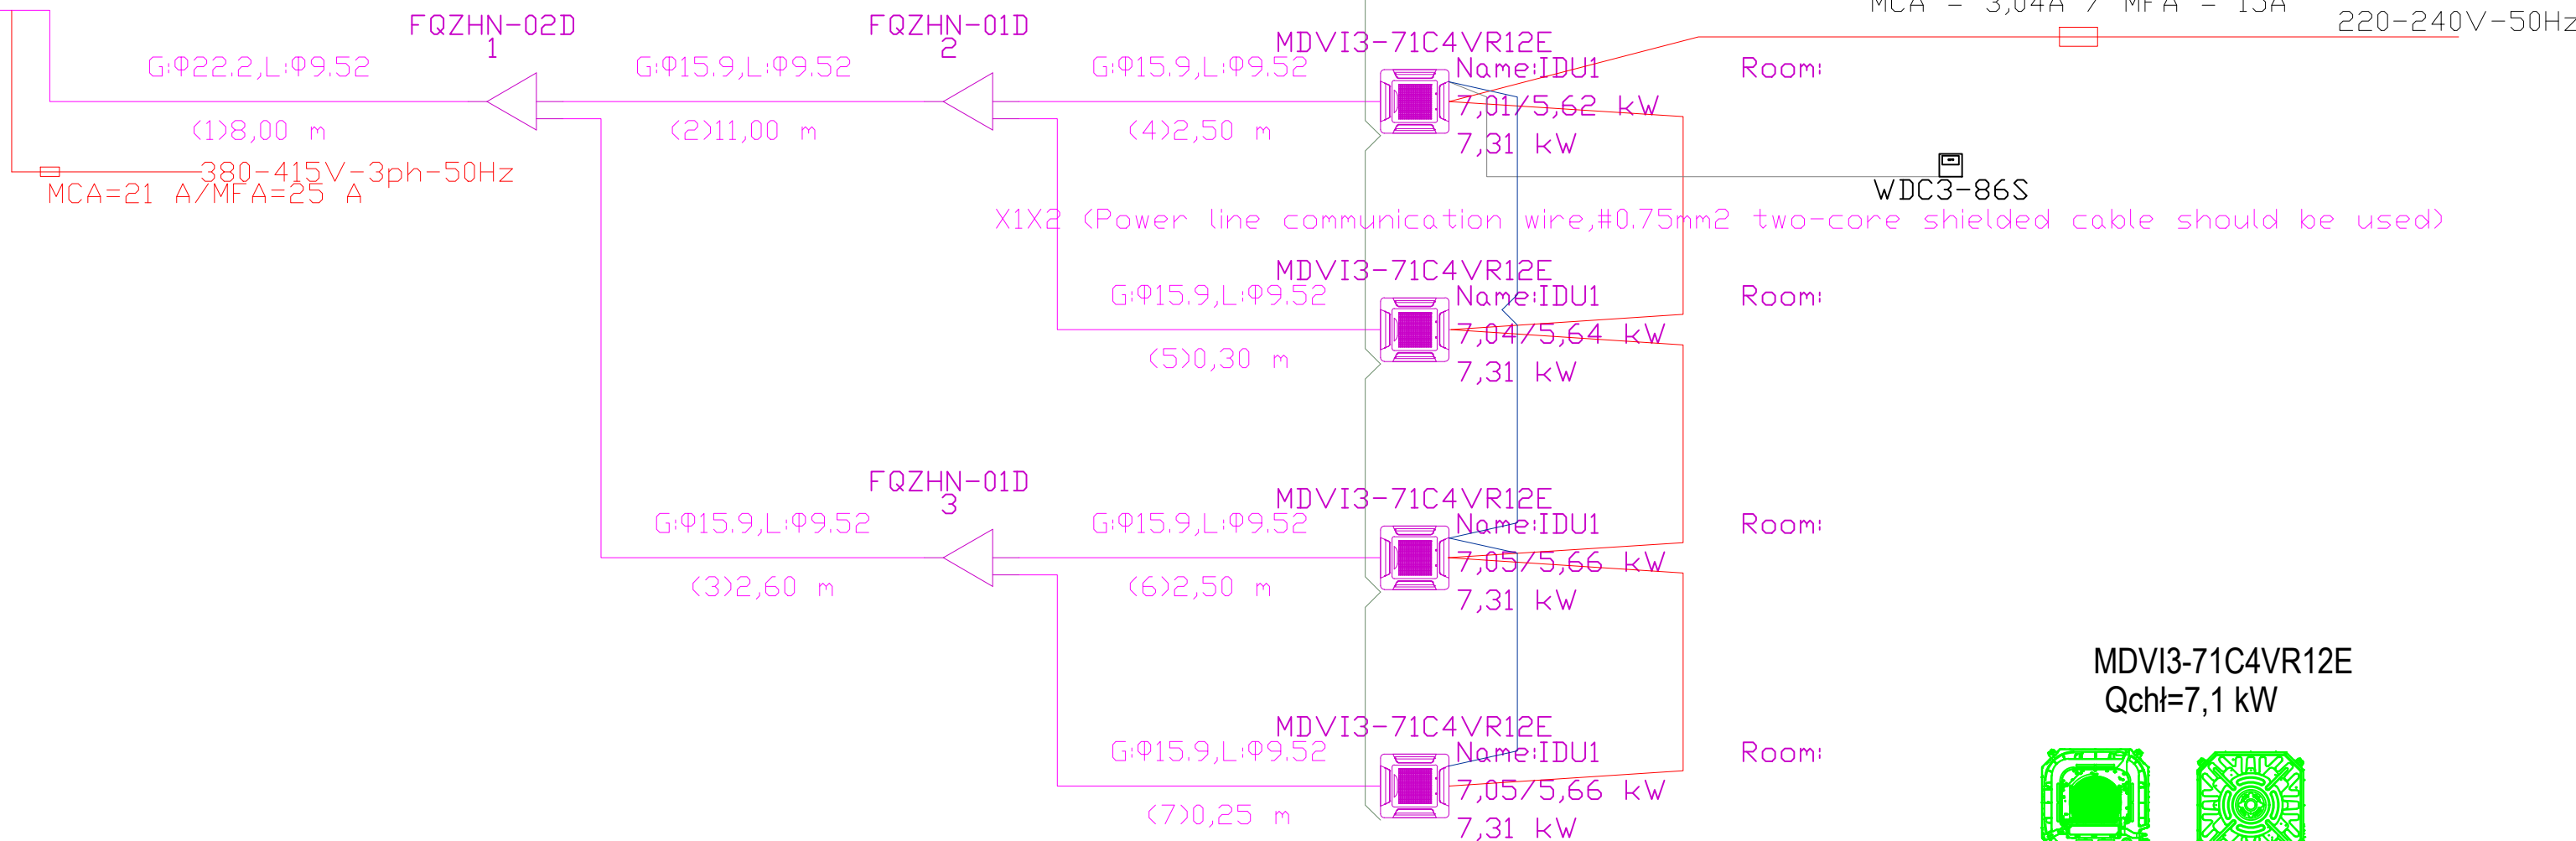 MCA = 3,04A / MFA = 15A
220-240V-50Hz
FQZHN-02D
1
FQZHN-01D
2
MDVI3-71C4VR12E
G:Φ22.2,L:Φ9.52
G:Φ15.9,L:Φ9.52
G:Φ15.9,L:Φ9.52
Name:IDU1
Room:
7,01/5,62 kW
(1)8,00 m
(2)11,00 m
(4)2,50 m
7,31 kW
380-415V-3ph-50Hz
MCA=21 A/MFA=25 A
WDC3-86S
X1X2 (Power line communication wire,#0.75mm2 two-core shielded cable should be used)
MDVI3-71C4VR12E
G:Φ15.9,L:Φ9.52
Name:IDU1
Room:
7,04/5,64 kW
(5)0,30 m
7,31 kW
FQZHN-01D
3
MDVI3-71C4VR12E
G:Φ15.9,L:Φ9.52
G:Φ15.9,L:Φ9.52
Name:IDU1
Room:
7,05/5,66 kW
(3)2,60 m
(6)2,50 m
7,31 kW
MDVI3-71C4VR12E
Qchł=7,1 kW
MDVI3-71C4VR12E
G:Φ15.9,L:Φ9.52
Name:IDU1
Room:
7,05/5,66 kW
(7)0,25 m
7,31 kW